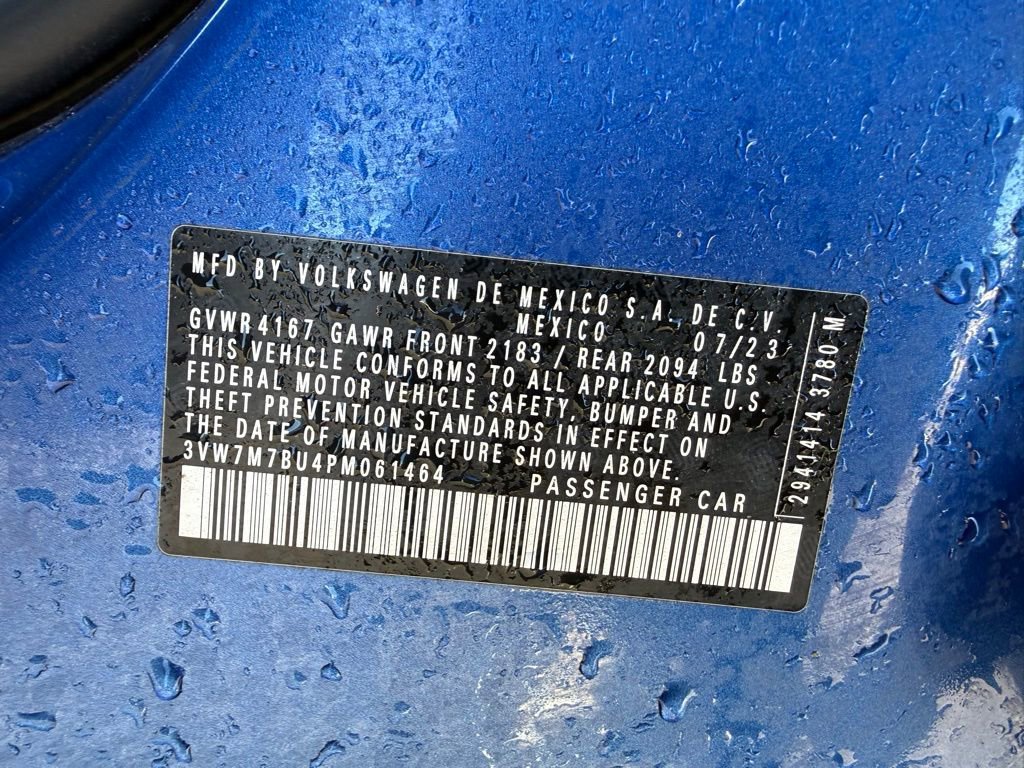 MFD BY VOLKSWAGEN DE MEXICO S.A. DE C.V.
MEXICO 07/23
GVWR 4167 GAWR FRONT 2183 / REAR 2094 LBS
THIS VEHICLE CONFORMS TO ALL APPLICABLE U.S.
FEDERAL MOTOR VEHICLE SAFETY, BUMPER AND
THEFT PREVENTION STANDARDS IN EFFECT ON
THE DATE OF MANUFACTURE SHOWN ABOVE.
3VW7M7BU4PM061464 PASSENGER CAR
2941414 3780 M